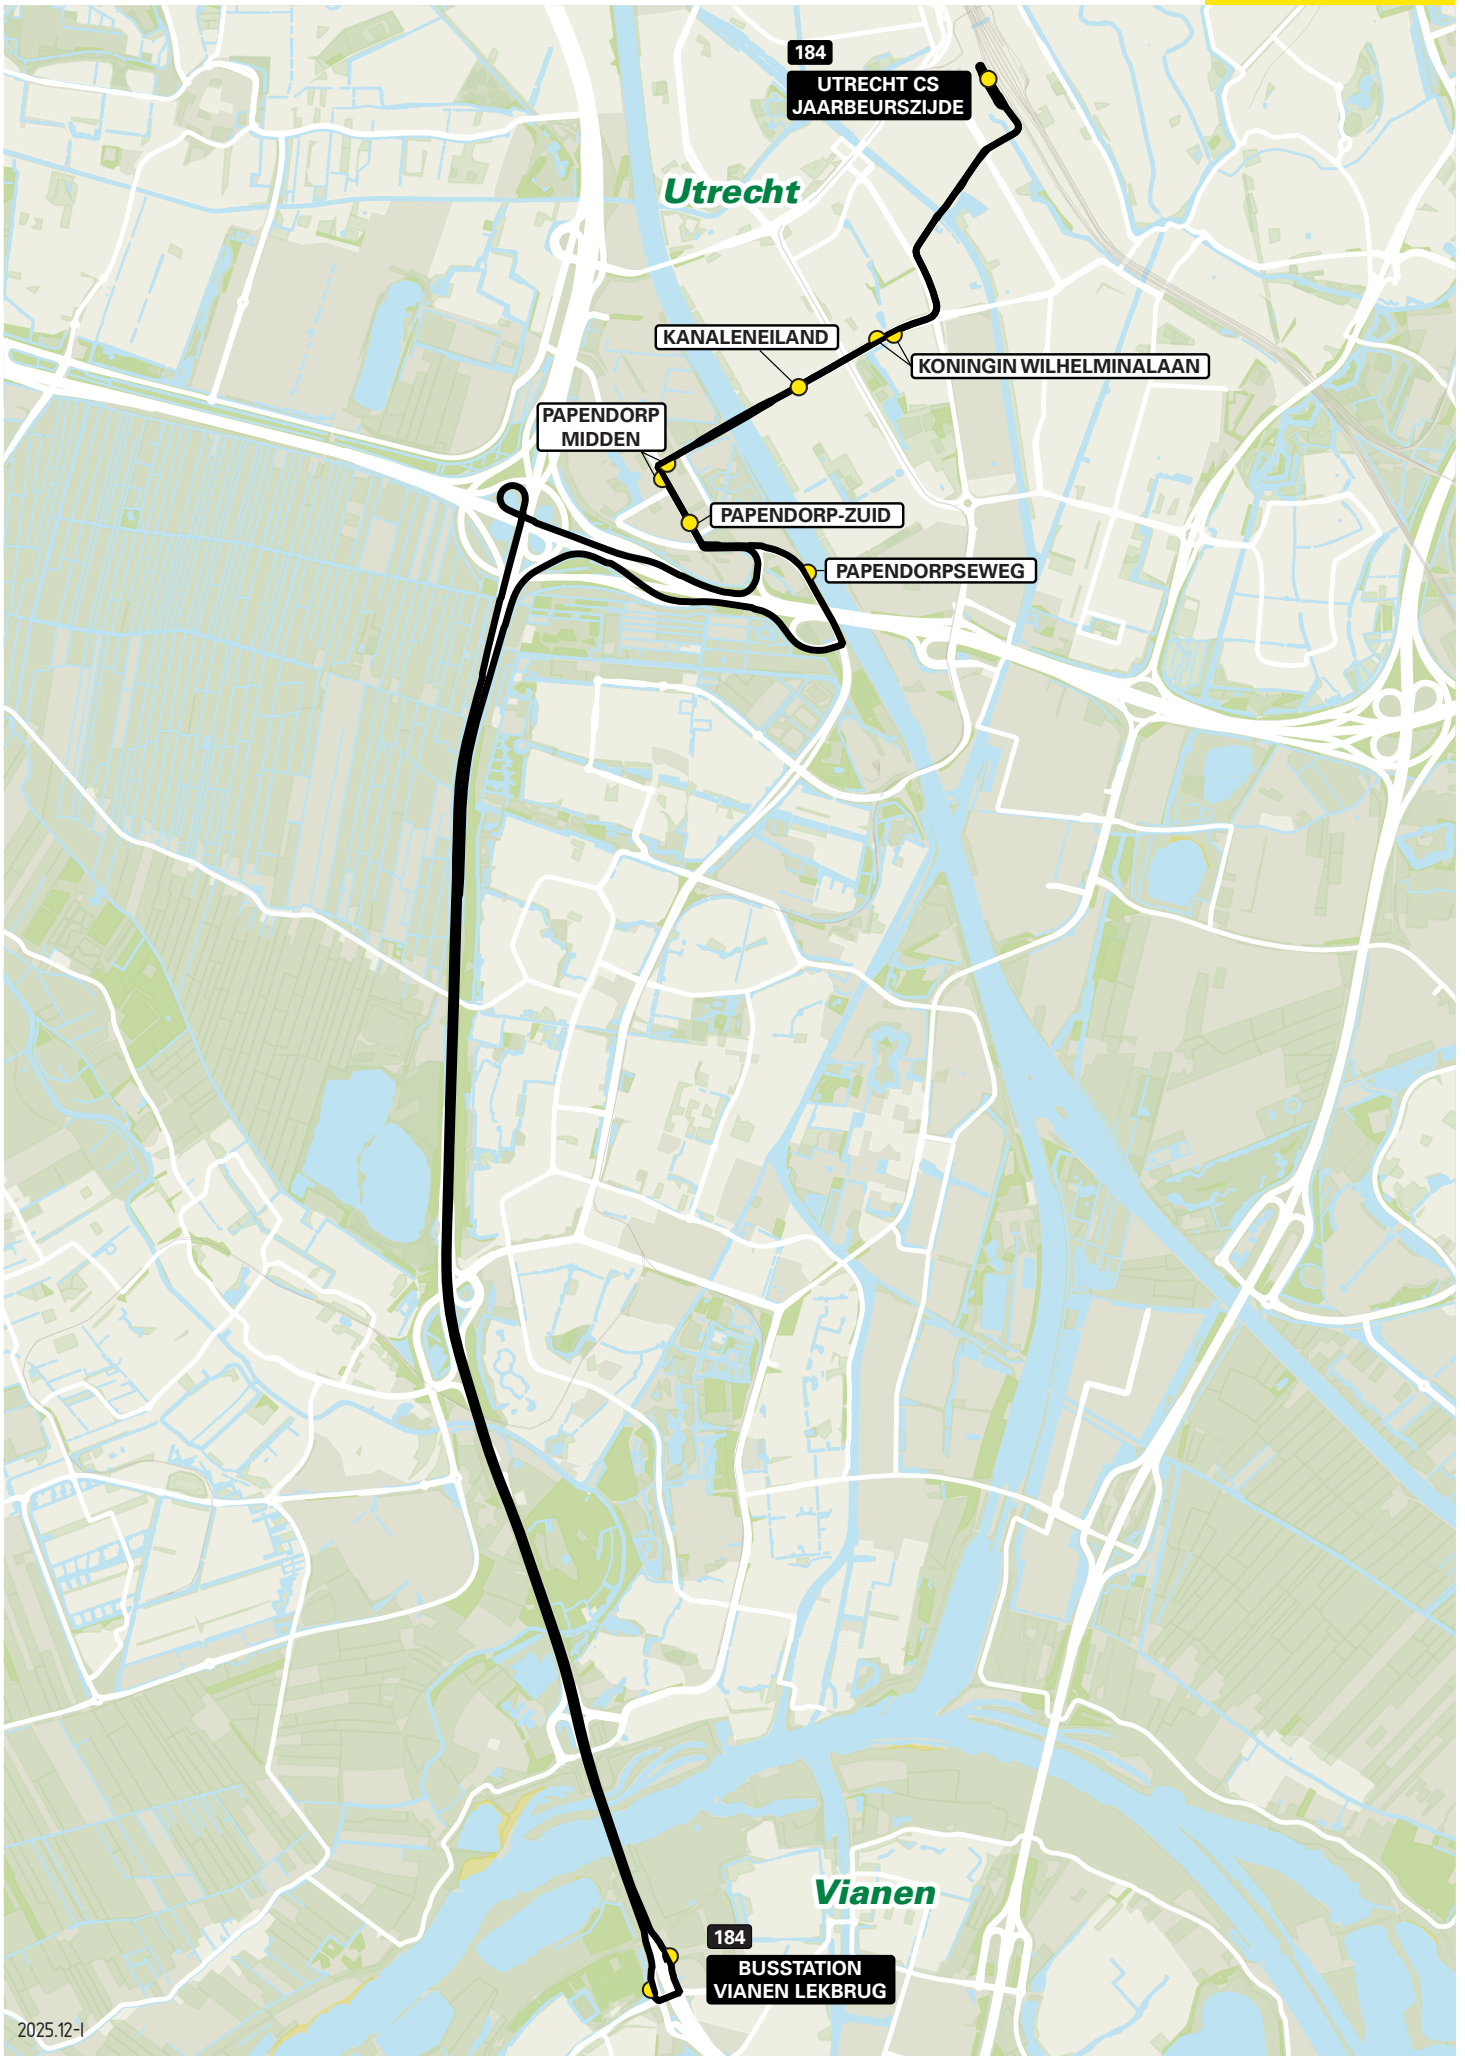 184
UTRECHT CS
JAARBEURSZIJDE
Utrecht
KANALENEILAND
KONINGIN WILHELMINALAAN
PAPENDORP
MIDDEN
PAPENDORP-ZUID
PAPENDORPSEWEG
Vianen
184
BUSSTATION
VIANEN LEKBRUG
2025.12-I